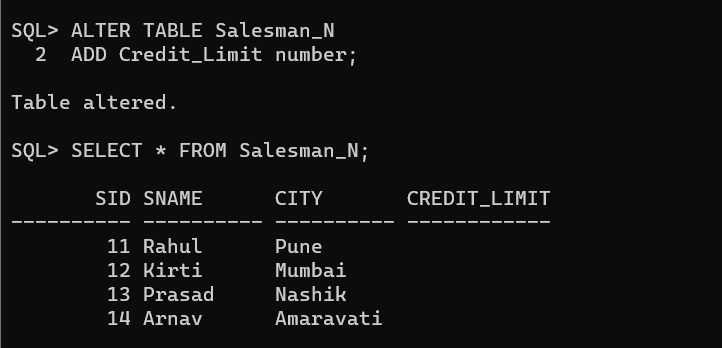 SQL> ALTER TABLE Salesman_N
  2  ADD Credit_Limit number;
Table altered.
SQL> SELECT * FROM Salesman_N;
       SID SNAME      CITY       CREDIT_LIMIT
---------- ---------- ---------- ------------
        11 Rahul      Pune
        12 Kirti      Mumbai
        13 Prasad     Nashik
        14 Arnav      Amaravati